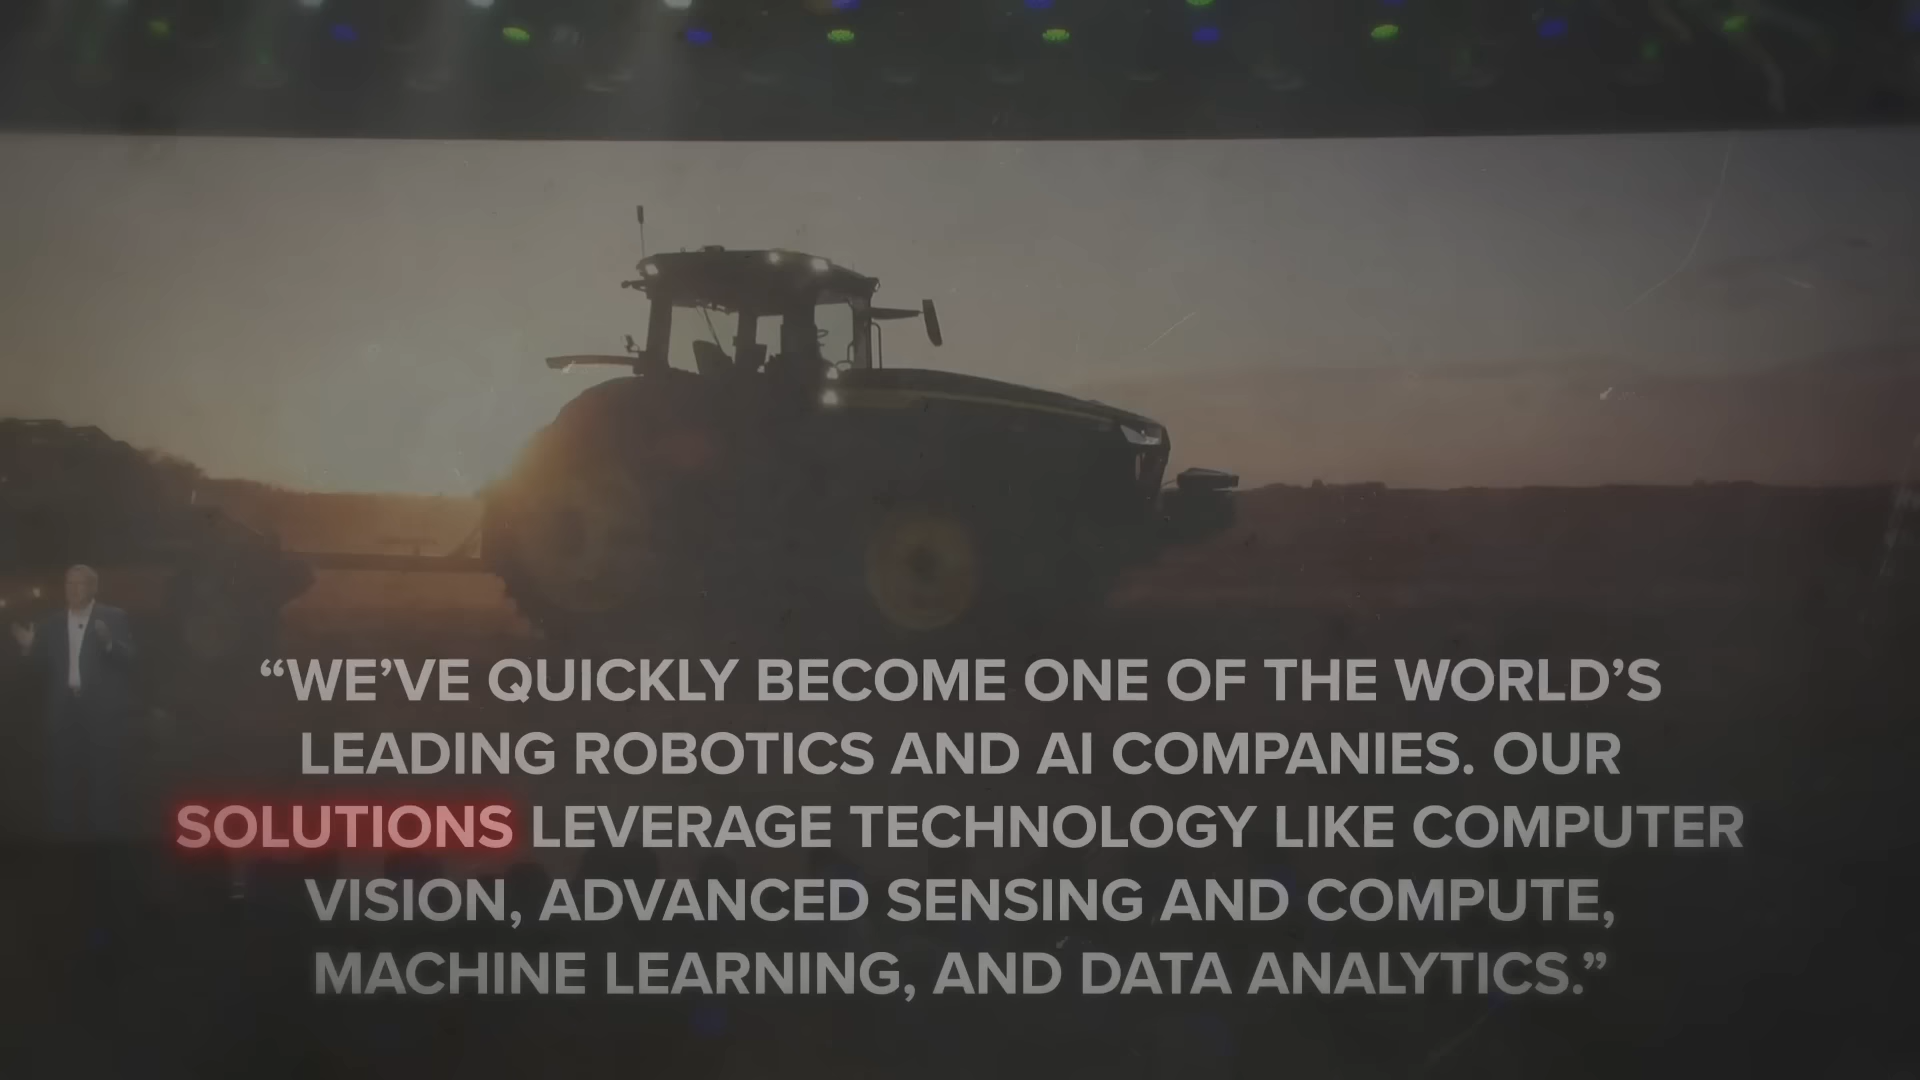 “WE’VE QUICKLY BECOME ONE OF THE WORLD’S
LEADING ROBOTICS AND AI COMPANIES. OUR
SOLUTIONS LEVERAGE TECHNOLOGY LIKE COMPUTER
VISION, ADVANCED SENSING AND COMPUTE,
MACHINE LEARNING, AND DATA ANALYTICS.”